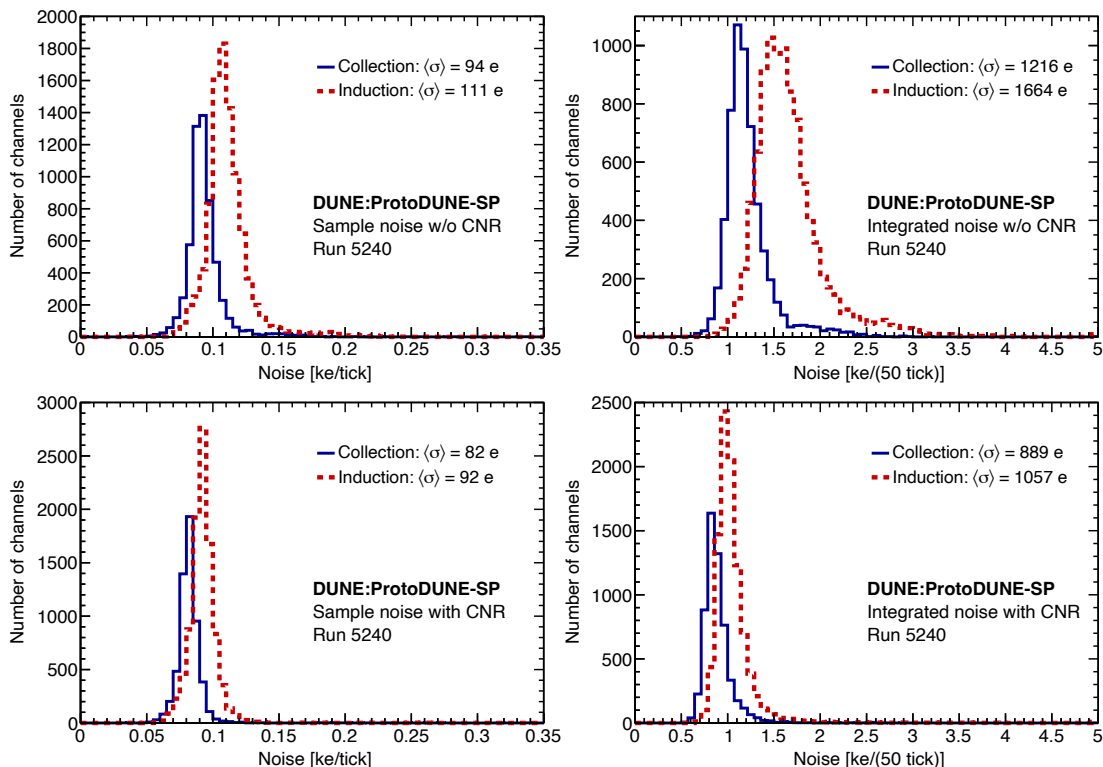 2000
1800
1600
1400
1200
1000
800
600
400
200
0
Number of channels
Collection: ⟨σ⟩ = 94 e
Induction: ⟨σ⟩ = 111 e
DUNE:ProtoDUNE-SP
Sample noise w/o CNR
Run 5240
0 0.05 0.1 0.15 0.2 0.25 0.3 0.35
Noise [ke/tick]
1000
800
600
400
200
0
Number of channels
Collection: ⟨σ⟩ = 1216 e
Induction: ⟨σ⟩ = 1664 e
DUNE:ProtoDUNE-SP
Integrated noise w/o CNR
Run 5240
0 0.5 1 1.5 2 2.5 3 3.5 4 4.5 5
Noise [ke/(50 tick)]
3000
2500
2000
1500
1000
500
0
Number of channels
Collection: ⟨σ⟩ = 82 e
Induction: ⟨σ⟩ = 92 e
DUNE:ProtoDUNE-SP
Sample noise with CNR
Run 5240
0 0.05 0.1 0.15 0.2 0.25 0.3 0.35
Noise [ke/tick]
2500
2000
1500
1000
500
0
Number of channels
Collection: ⟨σ⟩ = 889 e
Induction: ⟨σ⟩ = 1057 e
DUNE:ProtoDUNE-SP
Integrated noise with CNR
Run 5240
0 0.5 1 1.5 2 2.5 3 3.5 4 4.5 5
Noise [ke/(50 tick)]